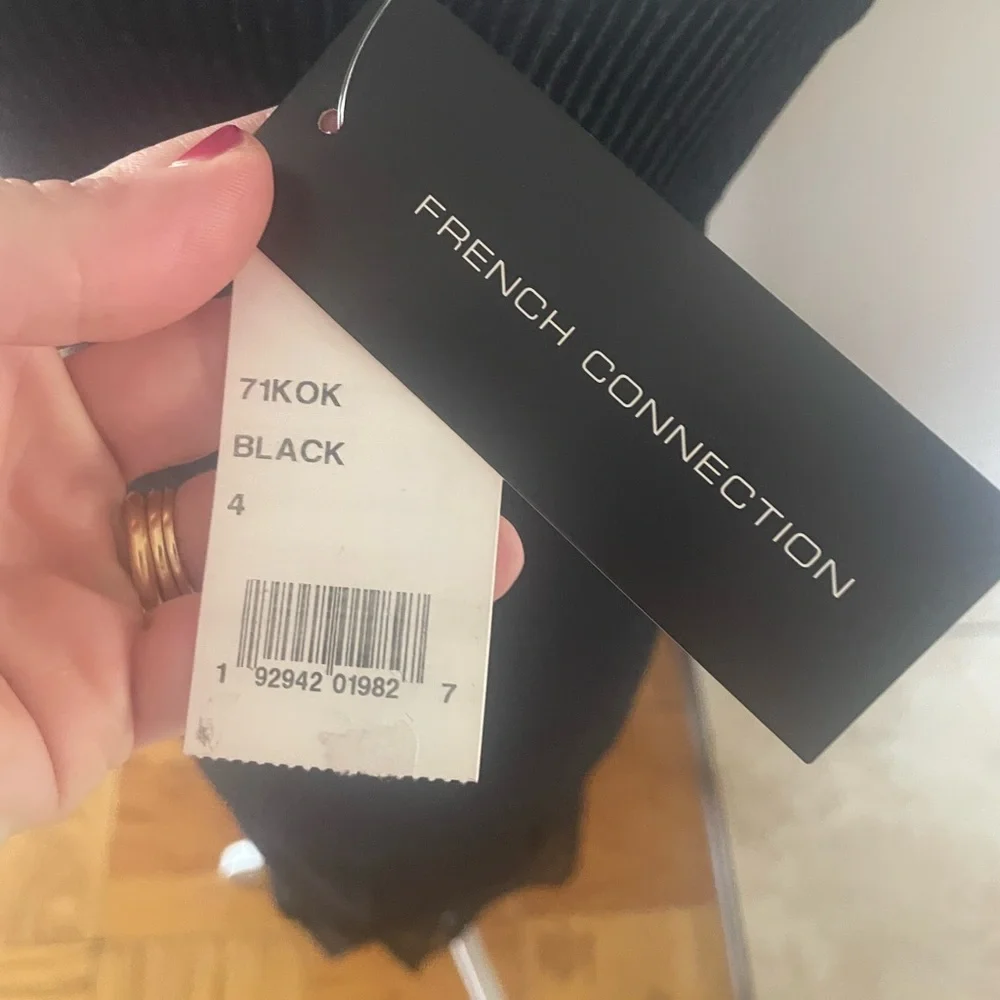 FRENCH CONNECTION
71KOK
BLACK
4
1 92942 01982 7